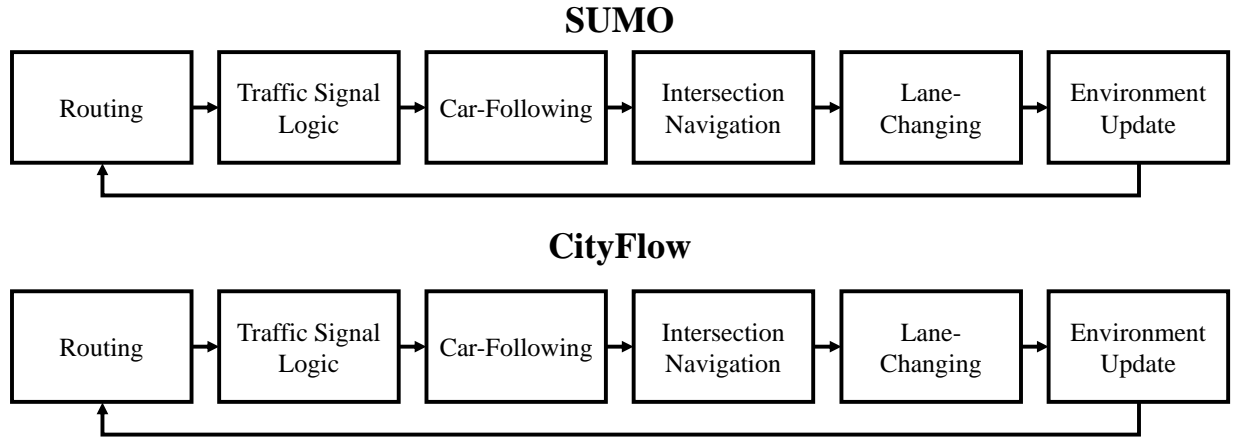 SUMO
Routing
Traffic Signal
Logic
Car-Following
Intersection
Navigation
Lane-
Changing
Environment
Update
CityFlow
Routing
Traffic Signal
Logic
Car-Following
Intersection
Navigation
Lane-
Changing
Environment
Update